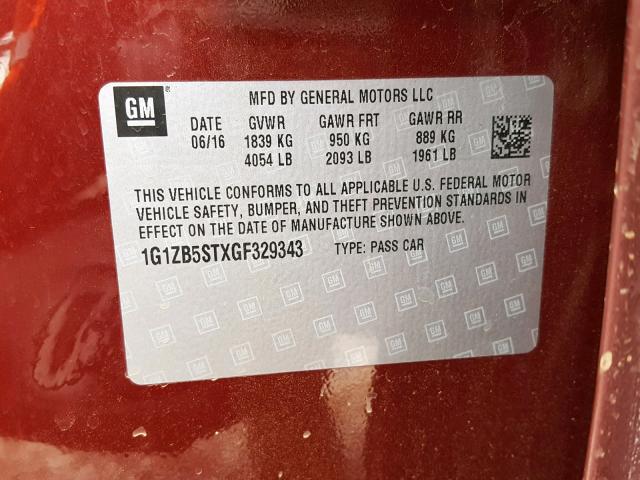 GM ® MFD BY GENERAL MOTORS LLC
DATE GVWR GAWR FRT GAWR RR
06/16 1839 KG 950 KG 889 KG
4054 LB 2093 LB 1961 LB
THIS VEHICLE CONFORMS TO ALL APPLICABLE U.S. FEDERAL MOTOR
VEHICLE SAFETY, BUMPER, AND THEFT PREVENTION STANDARDS IN
EFFECT ON THE DATE OF MANUFACTURE SHOWN ABOVE.
1G1ZB5STXGF329343 TYPE: PASS CAR